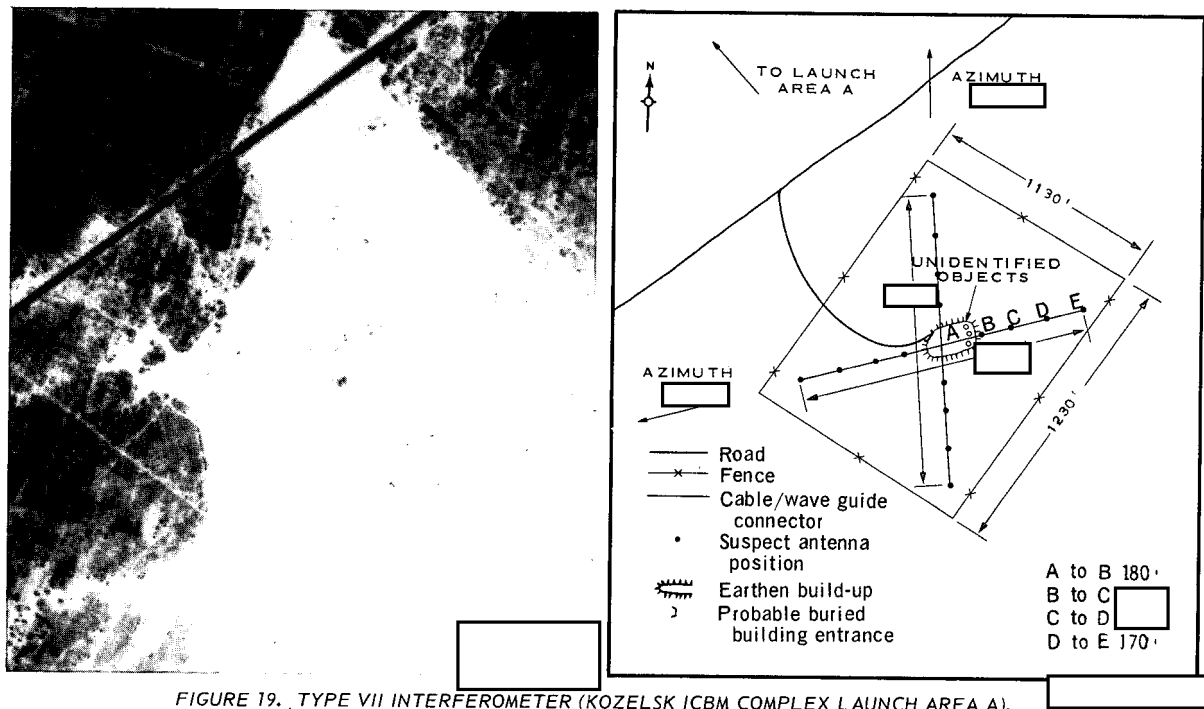 N
TO LAUNCH
AREA A
AZIMUTH
1130'
UNIDENTIFIED
OBJECTS
A B C D E
AZIMUTH
1230'
Road
Fence
Cable/wave guide
connector
Suspect antenna
position
Earthen build-up
Probable buried
building entrance
A to B 180'
B to C
C to D
D to E 170'
FIGURE 19. TYPE VII INTERFEROMETER (KOZELSK ICBM COMPLEX LAUNCH AREA A).